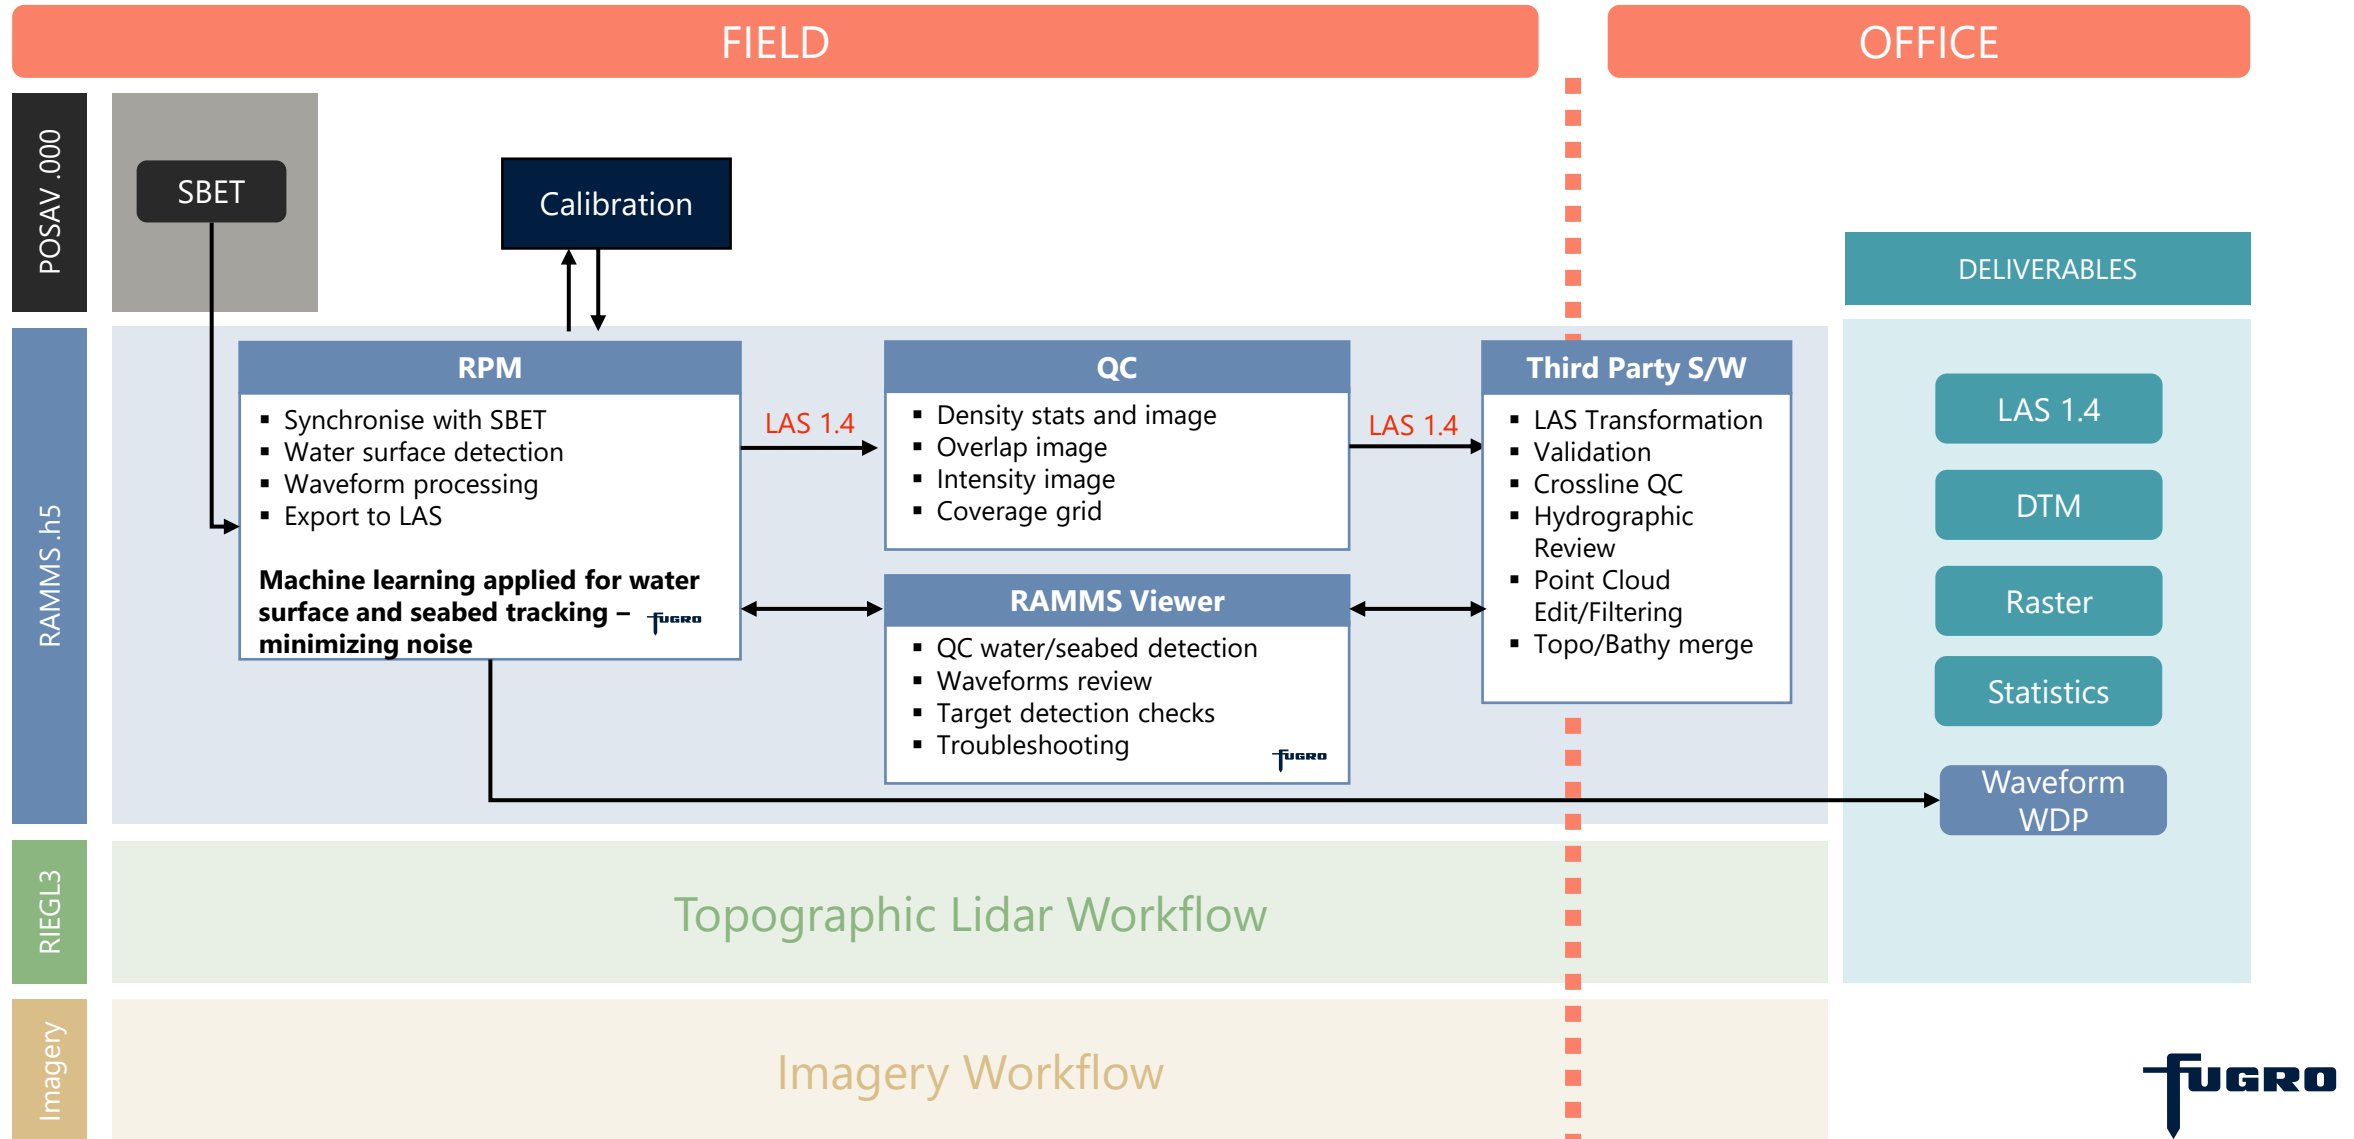 FIELD
OFFICE
POSAV .000
SBET
Calibration
DELIVERABLES
RAMMS .h5
RPM
▪ Synchronise with SBET
▪ Water surface detection
▪ Waveform processing
▪ Export to LAS
Machine learning applied for water
surface and seabed tracking –
minimizing noise
FUGRO
LAS 1.4
QC
▪ Density stats and image
▪ Overlap image
▪ Intensity image
▪ Coverage grid
RAMMS Viewer
▪ QC water/seabed detection
▪ Waveforms review
▪ Target detection checks
▪ Troubleshooting
FUGRO
LAS 1.4
Third Party S/W
▪ LAS Transformation
▪ Validation
▪ Crossline QC
▪ Hydrographic
Review
▪ Point Cloud
Edit/Filtering
▪ Topo/Bathy merge
LAS 1.4
DTM
Raster
Statistics
Waveform
WDP
RIEGL3
Topographic Lidar Workflow
Imagery
Imagery Workflow
FUGRO